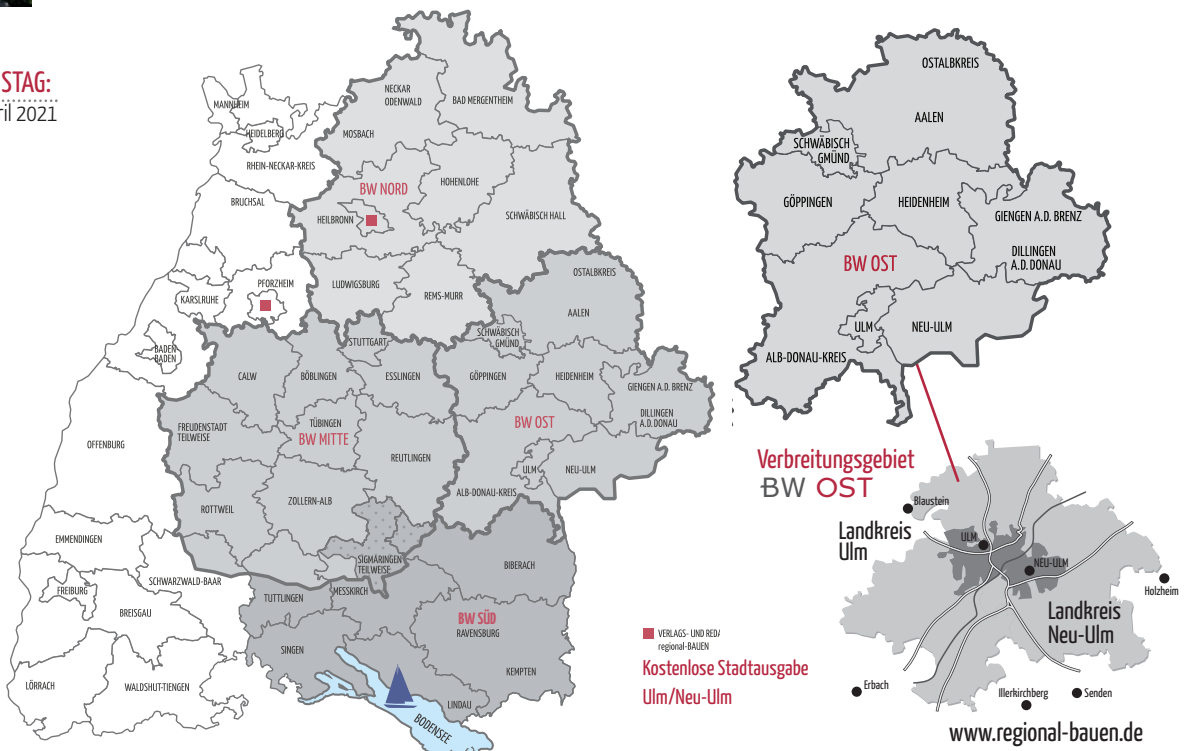 STAG:
ril 2021
MANNHEIM
HEIDELBERG
RHEIN-NECKAR-KREIS
BRUCHSAL
KARLSRUHE
PFORZHEIM
BADEN
BADEN
OFFENBURG
EMMENDINGEN
FREIBURG
BREISGAU
SCHWARZWALD-BAAR
LÖRRACH
WALDSHUT-TIENGEN
NECKAR
ODENWALD
BAD MERGENTHEIM
MOSBACH
BW NORD
HOHENLOHE
HEILBRONN
SCHWÄBISCH HALL
LUDWIGSBURG
REMS-MURR
STUTTGART
CALW
BÖBLINGEN
ESSLINGEN
FREUDENSTADT
TEILWEISE
TÜBINGEN
BW MITTE
REUTLINGEN
ROTTWEIL
ZOLLERN-ALB
SIGMARINGEN
TEILWEISE
OSTALBKREIS
AALEN
SCHWÄBISCH
GMÜND
GÖPPINGEN
HEIDENHEIM
GIENGEN A.D. BRENZ
DILLINGEN
A.D. DONAU
BW OST
ULM
NEU-ULM
ALB-DONAU-KREIS
TUTTLINGEN
MESSKIRCH
BIBERACH
BW SÜD
RAVENSBURG
SINGEN
KEMPTEN
LINDAU
BODENSEE
OSTALBKREIS
AALEN
SCHWÄBISCH
GMÜND
GÖPPINGEN
HEIDENHEIM
GIENGEN A.D. BRENZ
DILLINGEN
A.D. DONAU
BW OST
ULM
NEU-ULM
ALB-DONAU-KREIS
Verbreitungsgebiet
BW OST
Blaustein
Landkreis
Ulm
ULM
NEU-ULM
Holzheim
Landkreis
Neu-Ulm
Erbach
Illerkirchberg
Senden
www.regional-bauen.de
VERLAGS- UND REDA
regional-BAUEN
Kostenlose Stadtausgabe
Ulm/Neu-Ulm